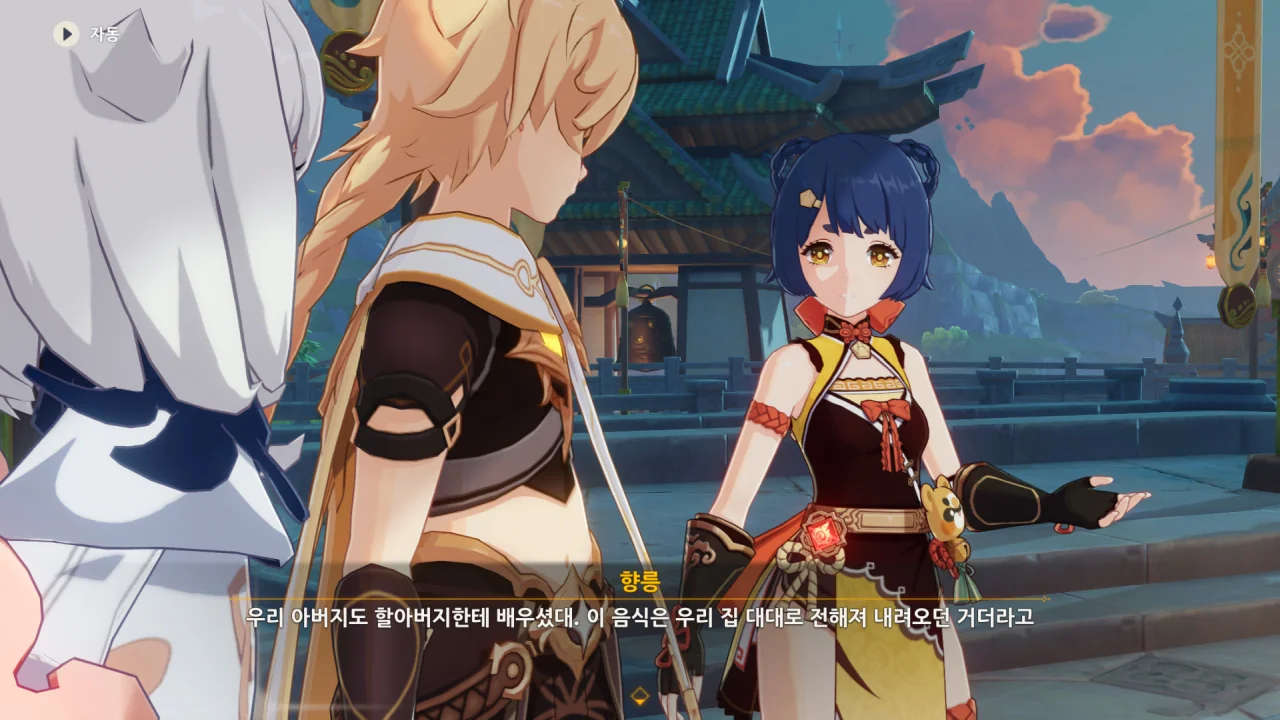 자동
향릉
우리 아버지도 할아버지한테 배우셨대. 이 음식은 우리 집 대대로 전해져 내려오던 거더라고